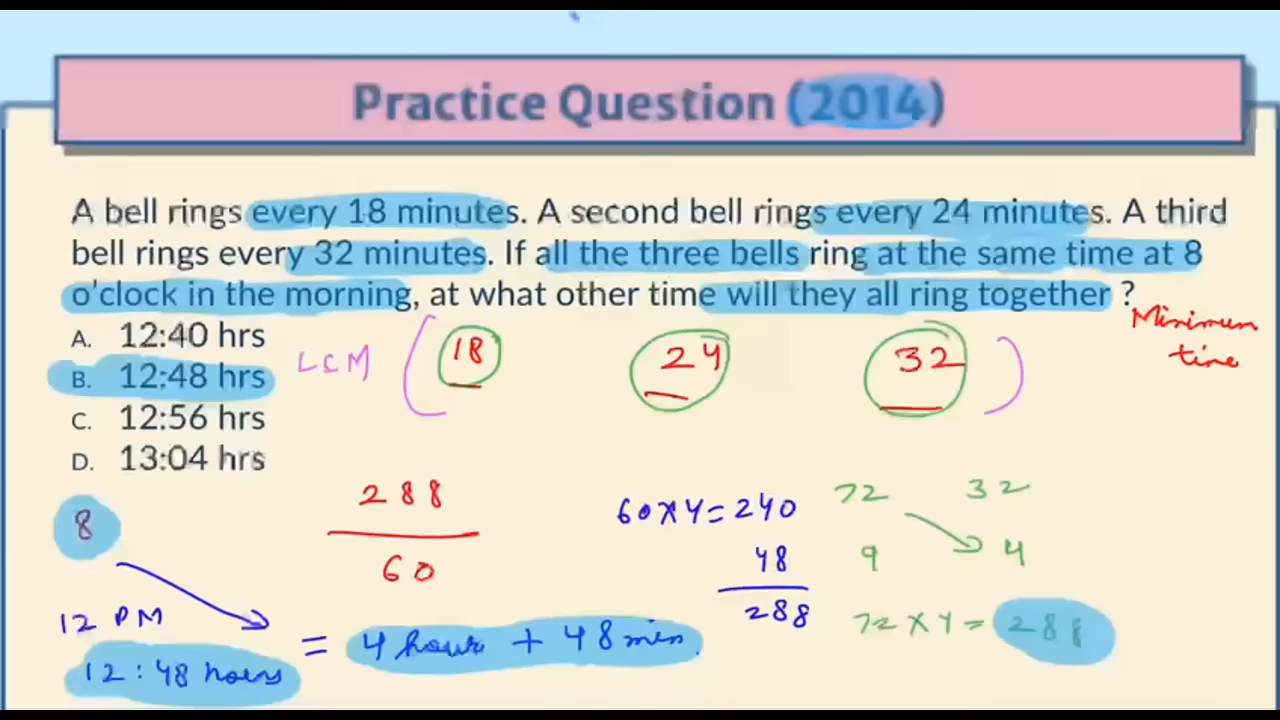 Practice Question (2014)
A bell rings every 18 minutes. A second bell rings every 24 minutes. A third
bell rings every 32 minutes. If all the three bells ring at the same time at 8
o'clock in the morning, at what other time will they all ring together ?
Minimum
time
A. 12:40 hrs
B. 12:48 hrs
C. 12:56 hrs
D. 13:04 hrs
LCM ( 18 24 32 )
8
288
60
60 X 4 = 240
48
288
72 32
9 4
72 X 4 = 288
12 PM
= 4 hour + 48 min
12:48 hours